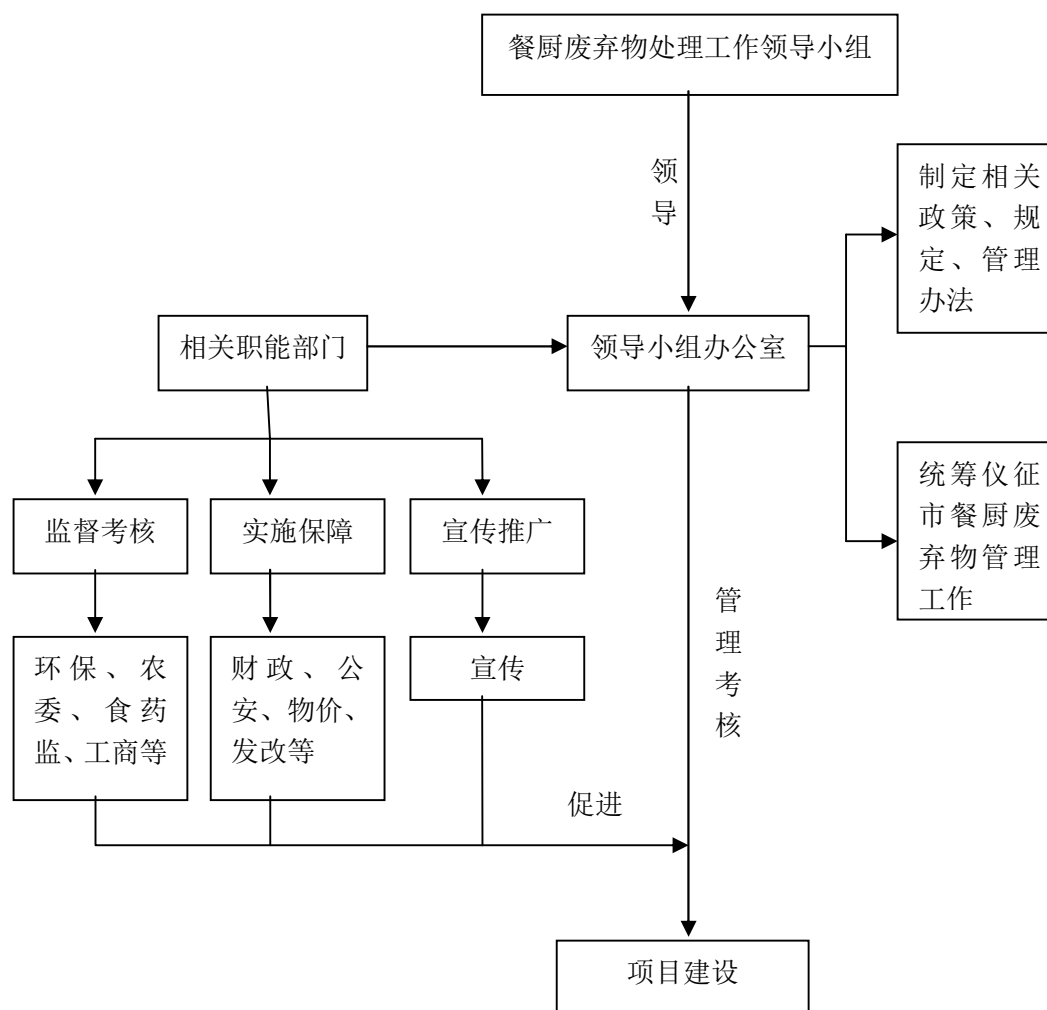 餐厨废弃物处理工作领导小组
领导
制定相关
政策、规
定、管理
办法
相关职能部门
领导小组办公室
监督考核
实施保障
宣传推广
统筹仪征
市餐厨废
弃物管理
工作
管理考核
环保、农
委、食药
监、工商等
财政、公
安、物价、
发改等
宣传
促进
项目建设